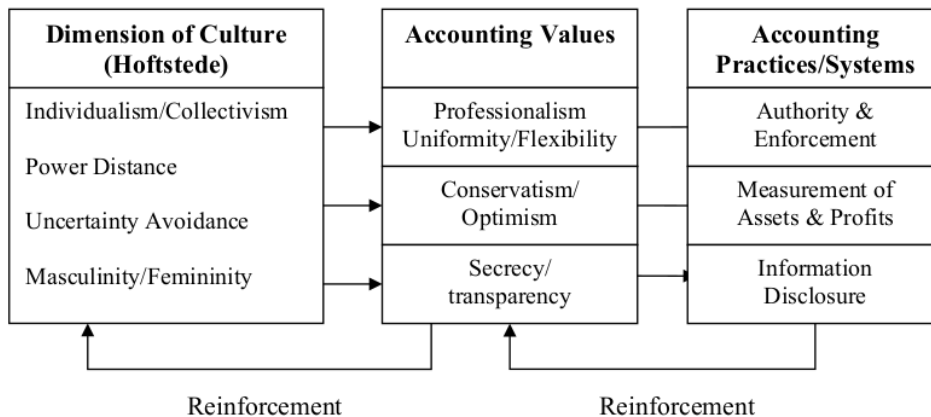 Dimension of Culture
(Hoftstede)
Individualism/Collectivism
Power Distance
Uncertainty Avoidance
Masculinity/Femininity
Accounting Values
Professionalism
Uniformity/Flexibility
Conservatism/
Optimism
Secrecy/
transparency
Accounting
Practices/Systems
Authority &
Enforcement
Measurement of
Assets & Profits
Information
Disclosure
Reinforcement
Reinforcement